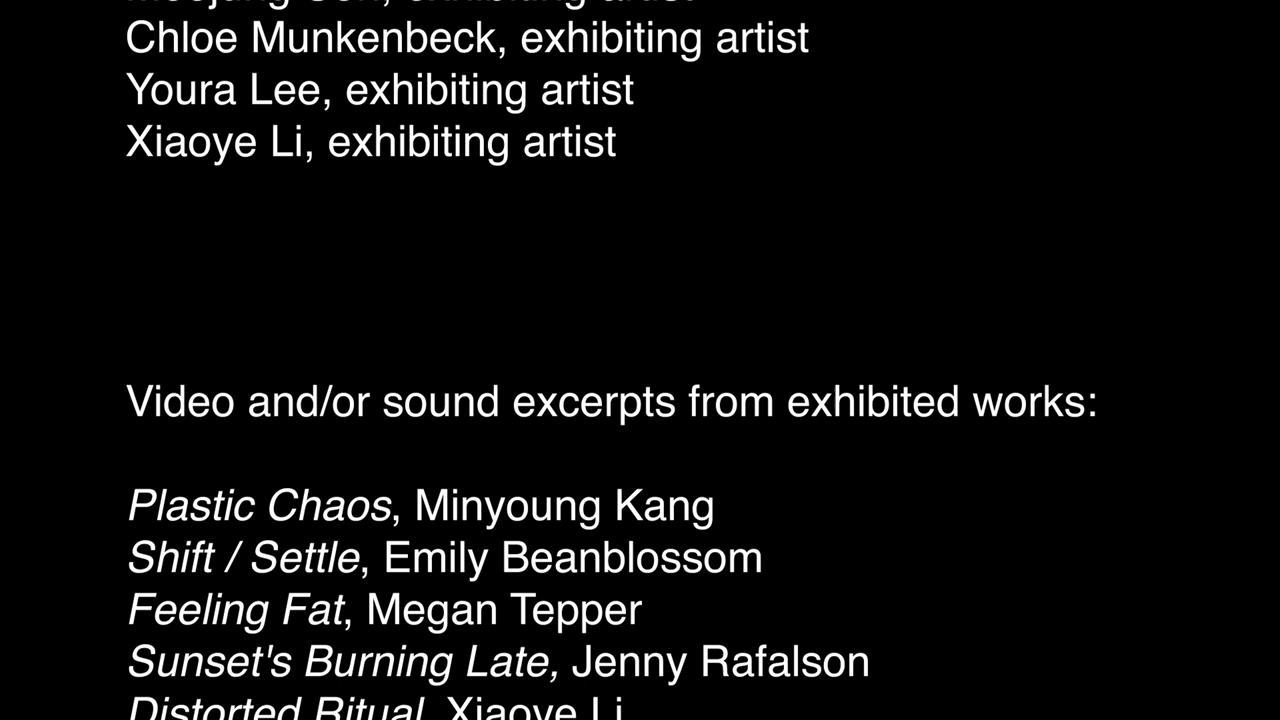 exhibiting artist
Chloe Munkenbeck, exhibiting artist
Youra Lee, exhibiting artist
Xiaoye Li, exhibiting artist
Video and/or sound excerpts from exhibited works:
Plastic Chaos, Minyoung Kang
Shift / Settle, Emily Beanblossom
Feeling Fat, Megan Tepper
Sunset's Burning Late, Jenny Rafalson
Distorted Ritual, Xiaoye Li